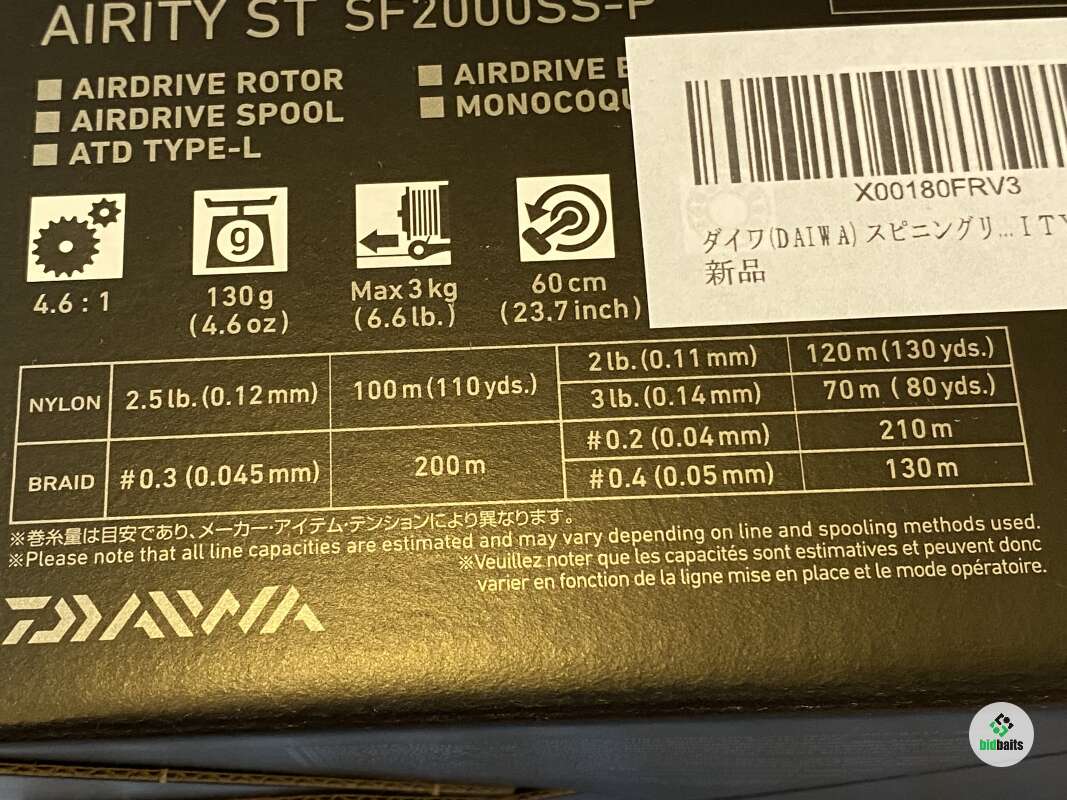 AIRITY ST SF2000SS-P
AIRDRIVE ROTOR
AIRDRIVE SPOOL
ATD TYPE-L
AIRDRIVE
MONOCOQU
X00180FRV3
ダイワ(DAIWA) スピニングリ...ITY
新品
g
4.6 : 1
130 g
(4.6 oz)
Max 3 kg
(6.6 lb.)
60 cm
(23.7 inch)
NYLON 2.5 lb. (0.12 mm) 100 m (110 yds.) 2 lb. (0.11 mm) 120 m (130 yds.)
3 lb. (0.14 mm) 70 m ( 80 yds.)
BRAID #0.3 (0.045 mm) 200 m #0.2 (0.04 mm) 210 m
#0.4 (0.05 mm) 130 m
※巻糸量は目安であり、メーカー・アイテム・テンションにより異なります。
※Please note that all line capacities are estimated and may vary depending on line and spooling methods used.
※Veuillez noter que les capacités sont estimatives et peuvent donc
varier en fonction de la ligne mise en place et le mode opératoire.
DAIWA
bidbaits